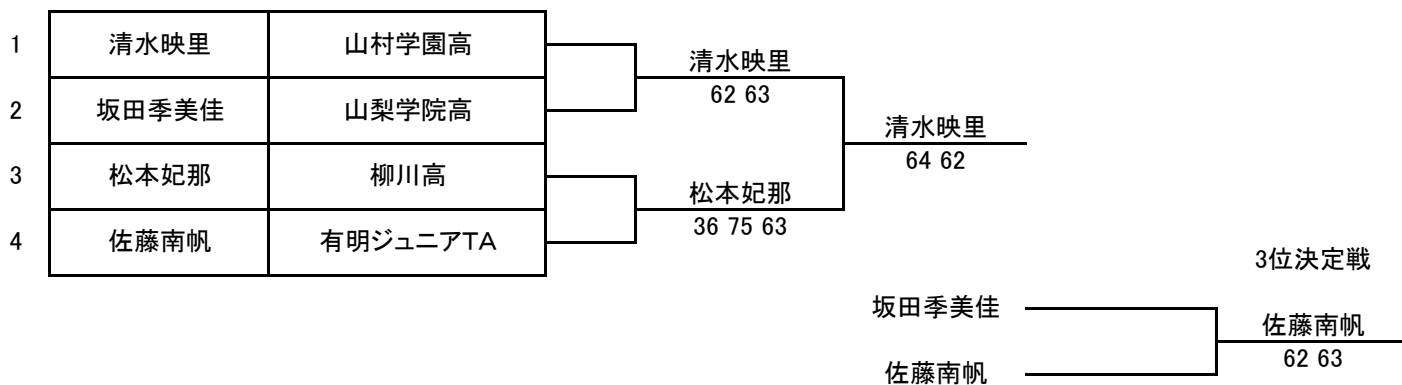 1 清水映里 山村学園高
清水映里
62 63
2 坂田季美佳 山梨学院高
清水映里
64 62
3 松本妃那 柳川高
松本妃那
36 75 63
4 佐藤南帆 有明ジュニアTA
3位決定戦
坂田季美佳
佐藤南帆
62 63
佐藤南帆